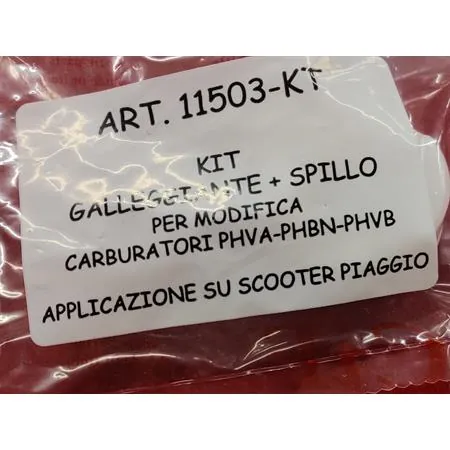 ART. 11503-KT
KIT
GALLEGGIANTE + SPILLO
PER MODIFICA
CARBURATORI PHVA-PHBN-PHVB
APPLICAZIONE SU SCOOTER PIAGGIO